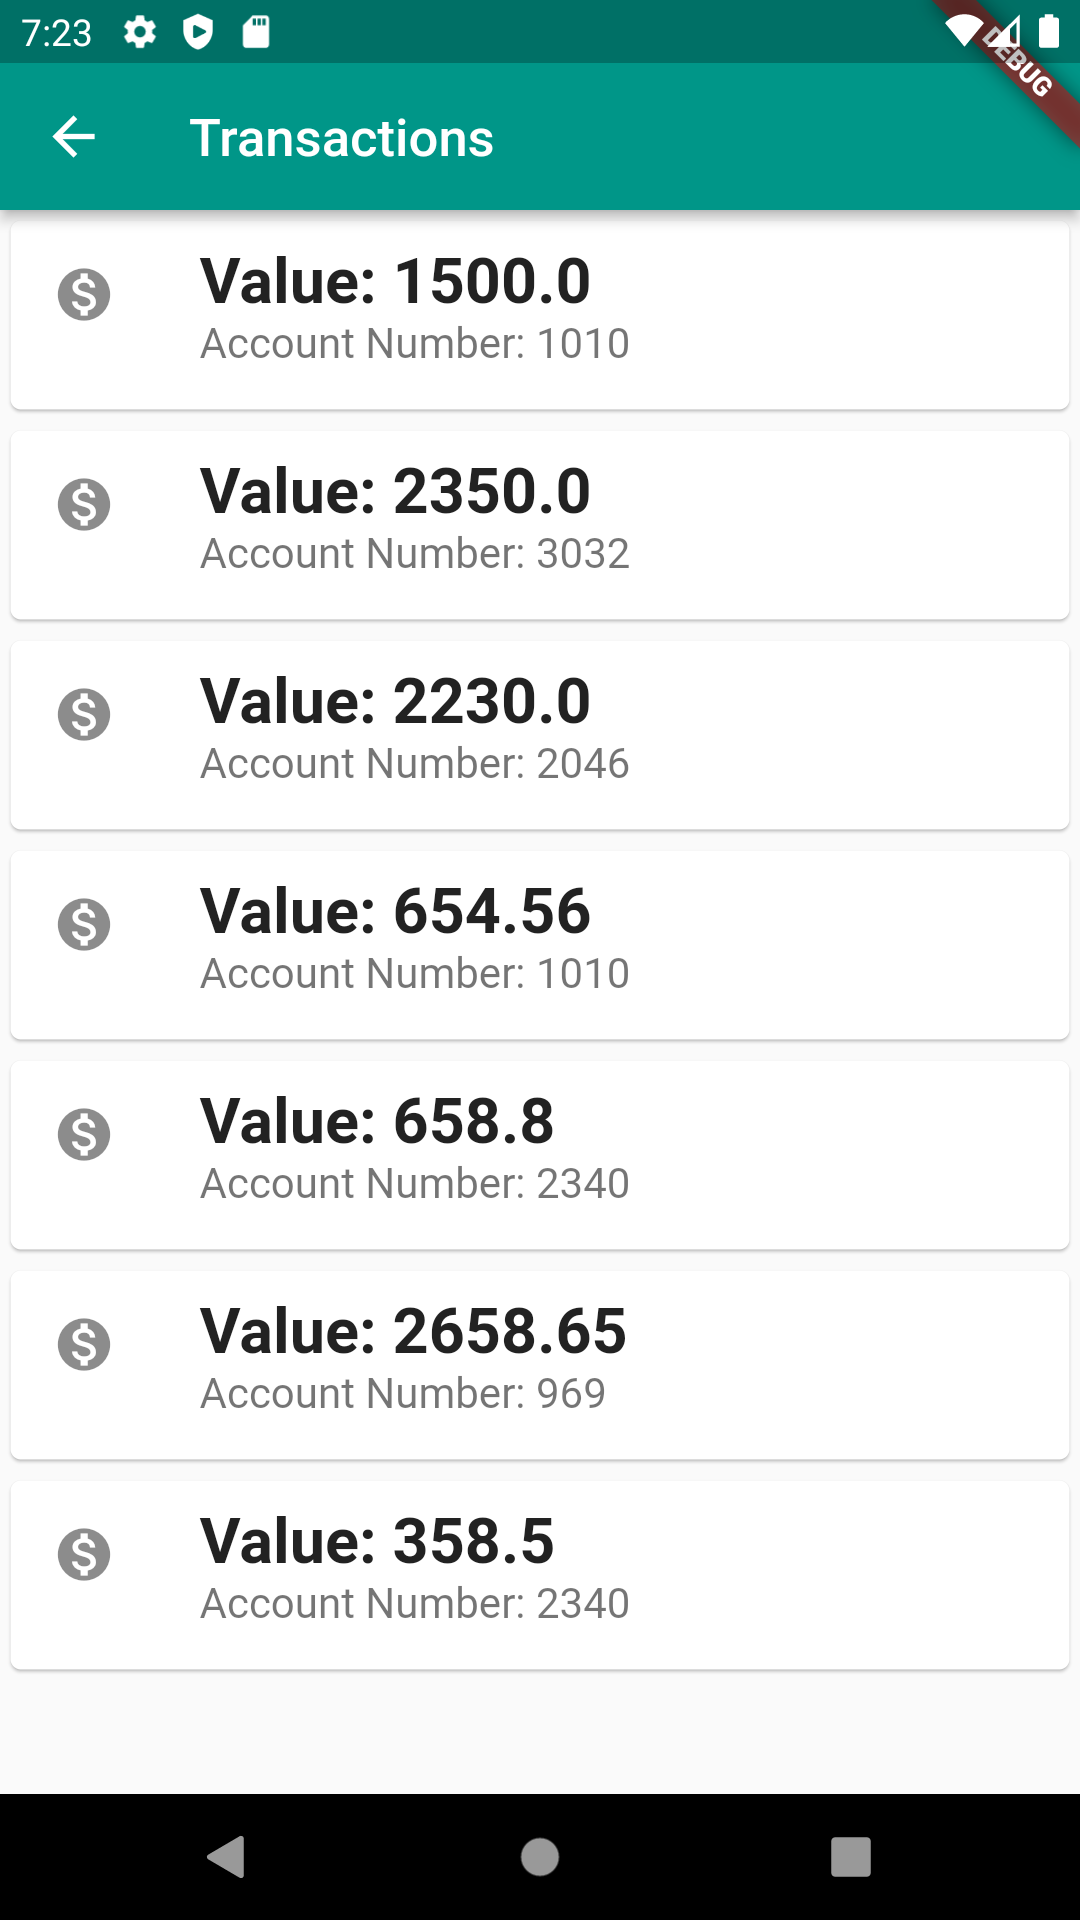 7:23
DEBUG
Transactions
Value: 1500.0
Account Number: 1010
Value: 2350.0
Account Number: 3032
Value: 2230.0
Account Number: 2046
Value: 654.56
Account Number: 1010
Value: 658.8
Account Number: 2340
Value: 2658.65
Account Number: 969
Value: 358.5
Account Number: 2340